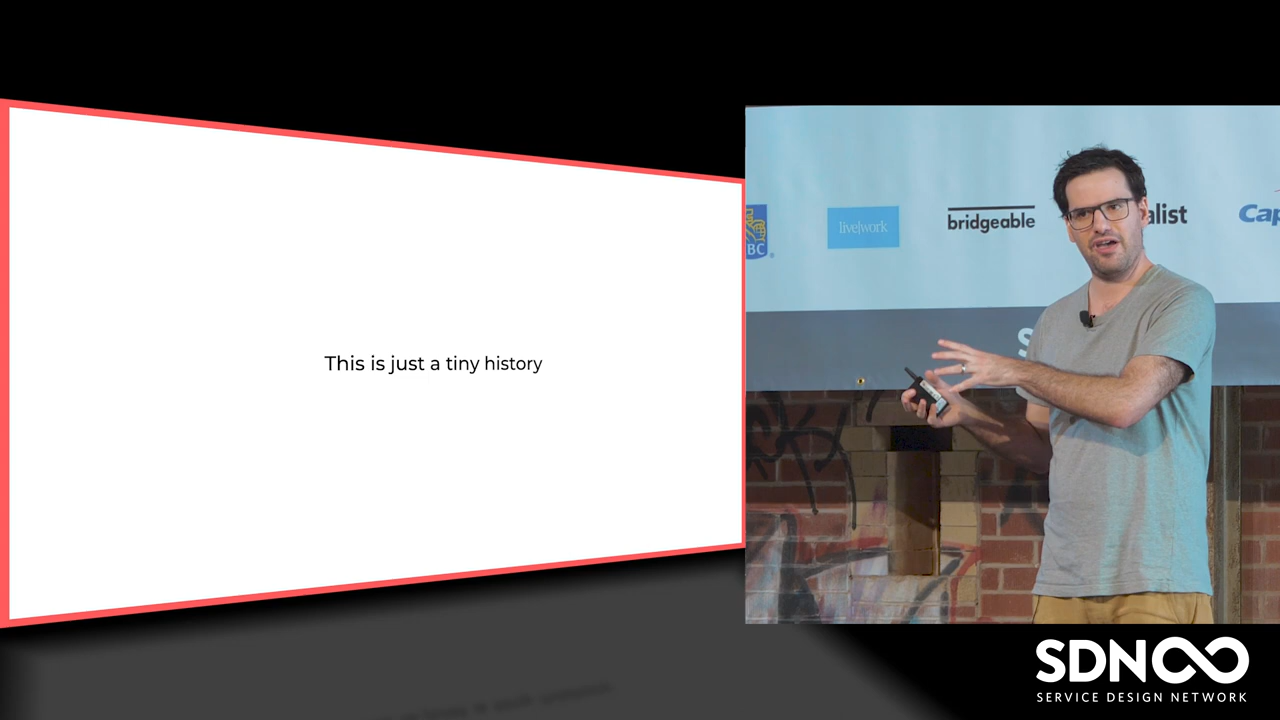 This is just a tiny history
BC
live|work
bridgeable
alist
Cap
S
SDN
SERVICE DESIGN NETWORK